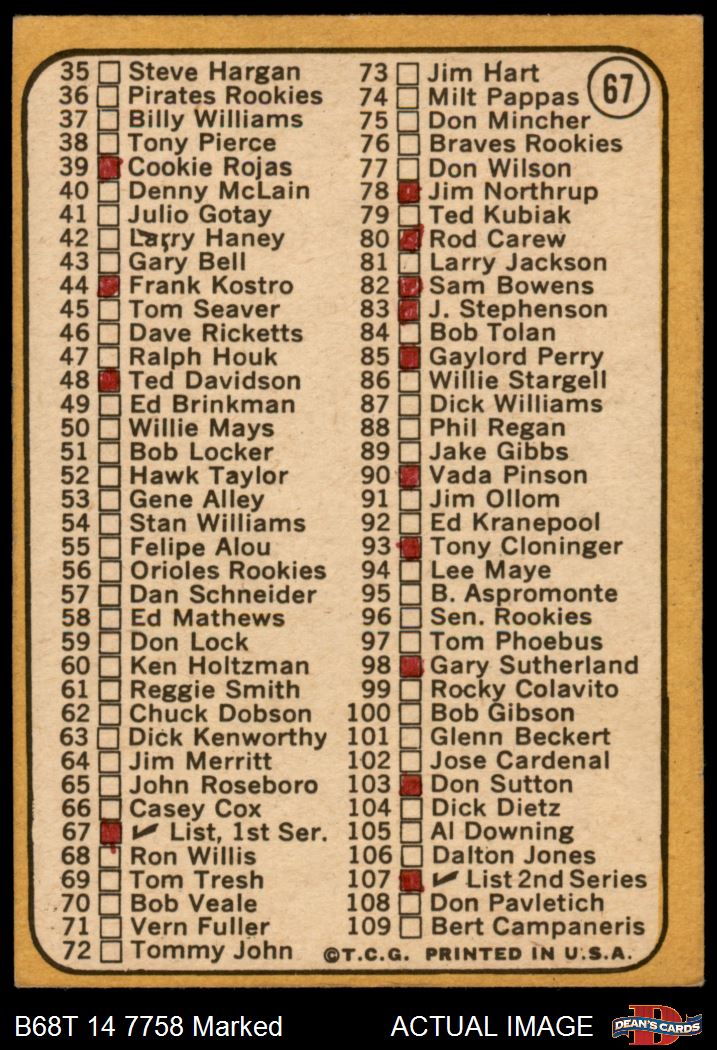 67
35 Steve Hargan
36 Pirates Rookies
37 Billy Williams
38 Tony Pierce
39 Cookie Rojas
40 Denny McLain
41 Julio Gotay
42 Larry Haney
43 Gary Bell
44 Frank Kostro
45 Tom Seaver
46 Dave Ricketts
47 Ralph Houk
48 Ted Davidson
49 Ed Brinkman
50 Willie Mays
51 Bob Locker
52 Hawk Taylor
53 Gene Alley
54 Stan Williams
55 Felipe Alou
56 Orioles Rookies
57 Dan Schneider
58 Ed Mathews
59 Don Lock
60 Ken Holtzman
61 Reggie Smith
62 Chuck Dobson
63 Dick Kenworthy
64 Jim Merritt
65 John Roseboro
66 Casey Cox
67 ✔ List, 1st Ser.
68 Ron Willis
69 Tom Tresh
70 Bob Veale
71 Vern Fuller
72 Tommy John
73 Jim Hart
74 Milt Pappas
75 Don Mincher
76 Braves Rookies
77 Don Wilson
78 Jim Northrup
79 Ted Kubiak
80 Rod Carew
81 Larry Jackson
82 Sam Bowens
83 J. Stephenson
84 Bob Tolan
85 Gaylord Perry
86 Willie Stargell
87 Dick Williams
88 Phil Regan
89 Jake Gibbs
90 Vada Pinson
91 Jim Ollom
92 Ed Kranepool
93 Tony Cloninger
94 Lee Maye
95 B. Aspromonte
96 Sen. Rookies
97 Tom Phoebus
98 Gary Sutherland
99 Rocky Colavito
100 Bob Gibson
101 Glenn Beckert
102 Jose Cardenal
103 Don Sutton
104 Dick Dietz
105 Al Downing
106 Dalton Jones
107 ✔ List 2nd Series
108 Don Pavletich
109 Bert Campaneris
©T.C.G. PRINTED IN U.S.A.
B68T 14 7758 Marked
ACTUAL IMAGE
D
DEAN'S CARDS